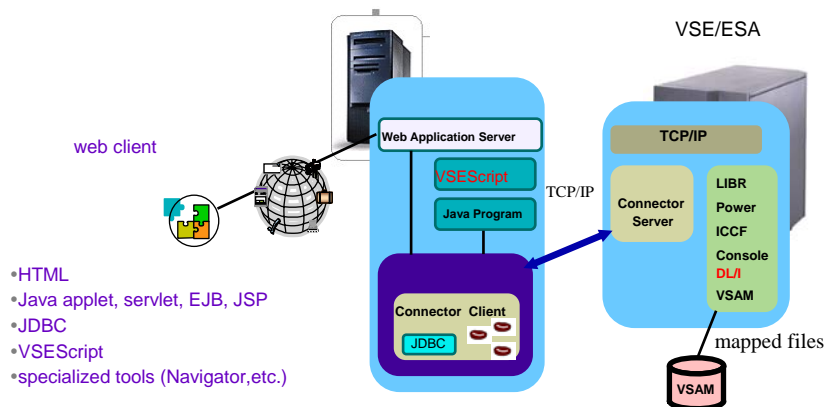 VSE/ESA
web client
Web Application Server
VSEScript
Java Program
TCP/IP
TCP/IP
Connector
Server
LIBR
Power
ICCF
Console
DL/I
VSAM
Connector Client
JDBC
mapped files
VSAM
•HTML
•Java applet, servlet, EJB, JSP
•JDBC
•VSEScript
•specialized tools (Navigator,etc.)